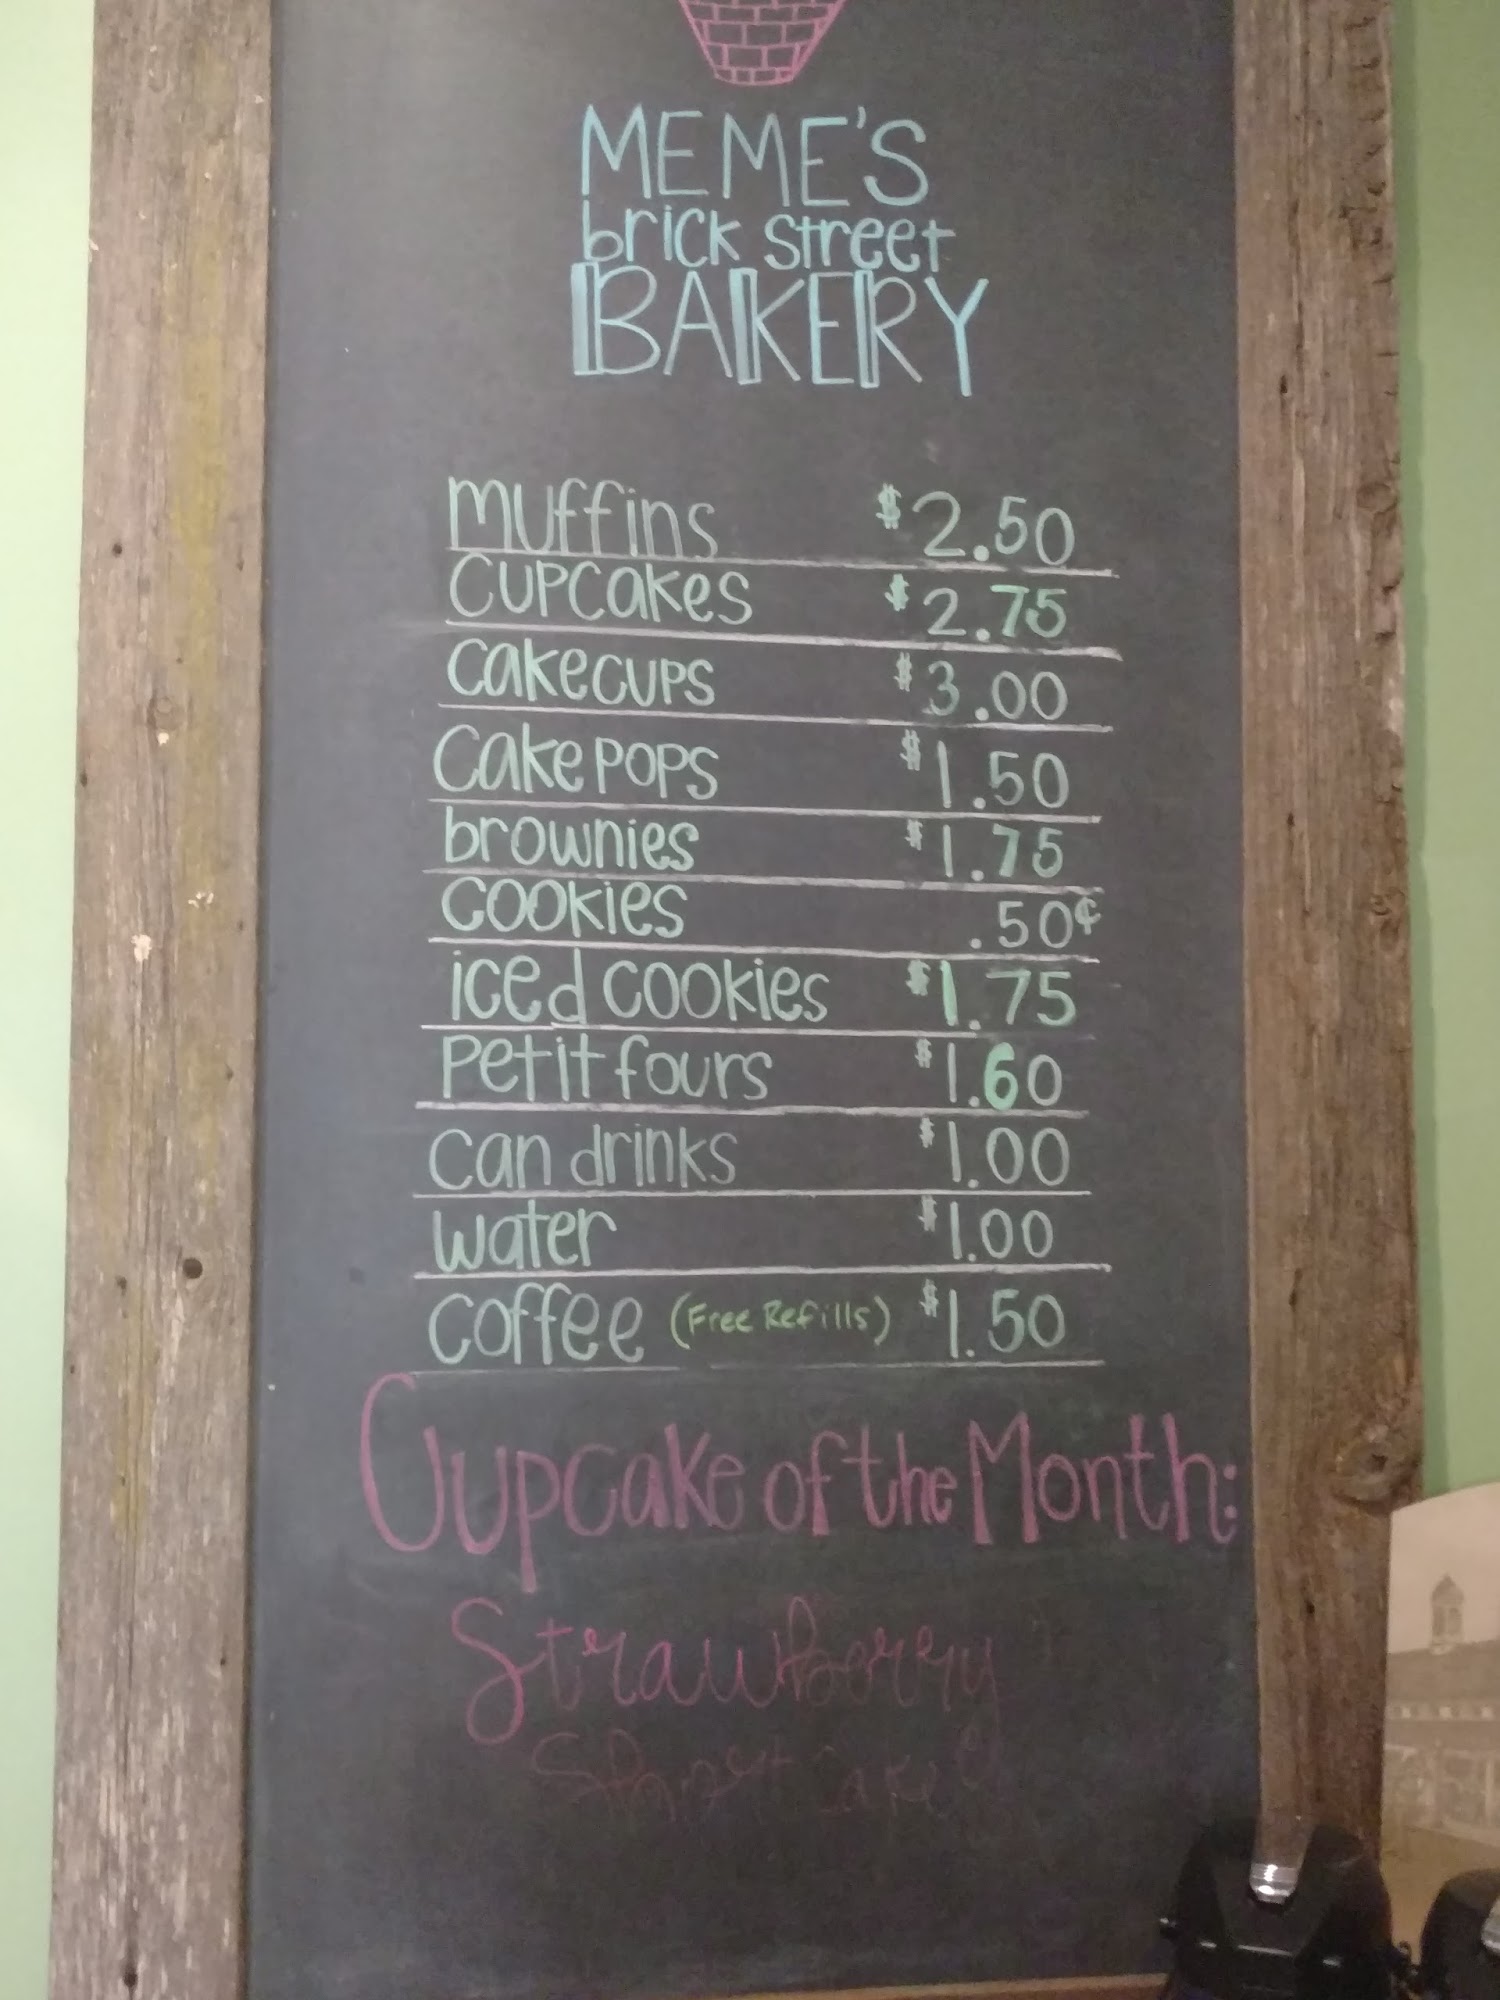 MEME'S
brick street
BAKERY
muffins $2.50
cupcakes $2.75
cakecups $3.00
cake pops $1.50
brownies $1.75
cookies .50¢
iced cookies $1.75
petit fours $1.60
can drinks $1.00
water $1.00
coffee (Free Refills) $1.50
Cupcake of the Month:
Strawberry
Shortcake